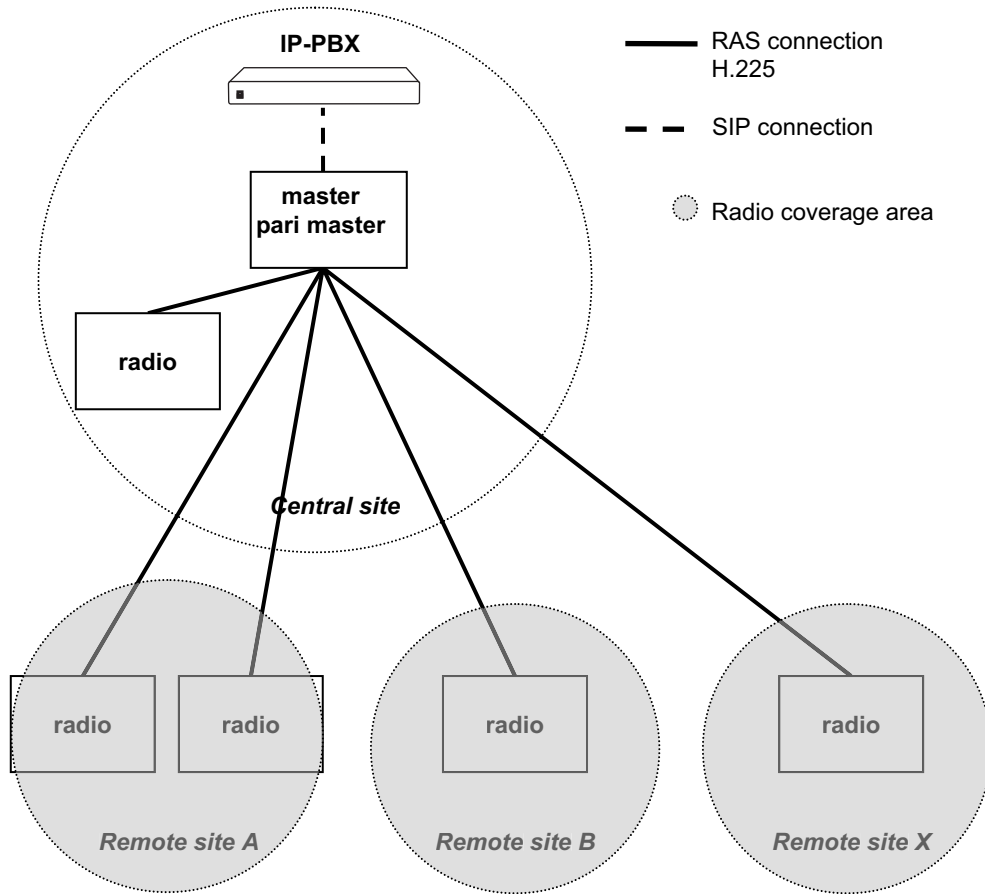 IP-PBX
RAS connection
H.225
SIP connection
master
pari master
Radio coverage area
radio
Central site
radio
radio
radio
radio
Remote site A
Remote site B
Remote site X